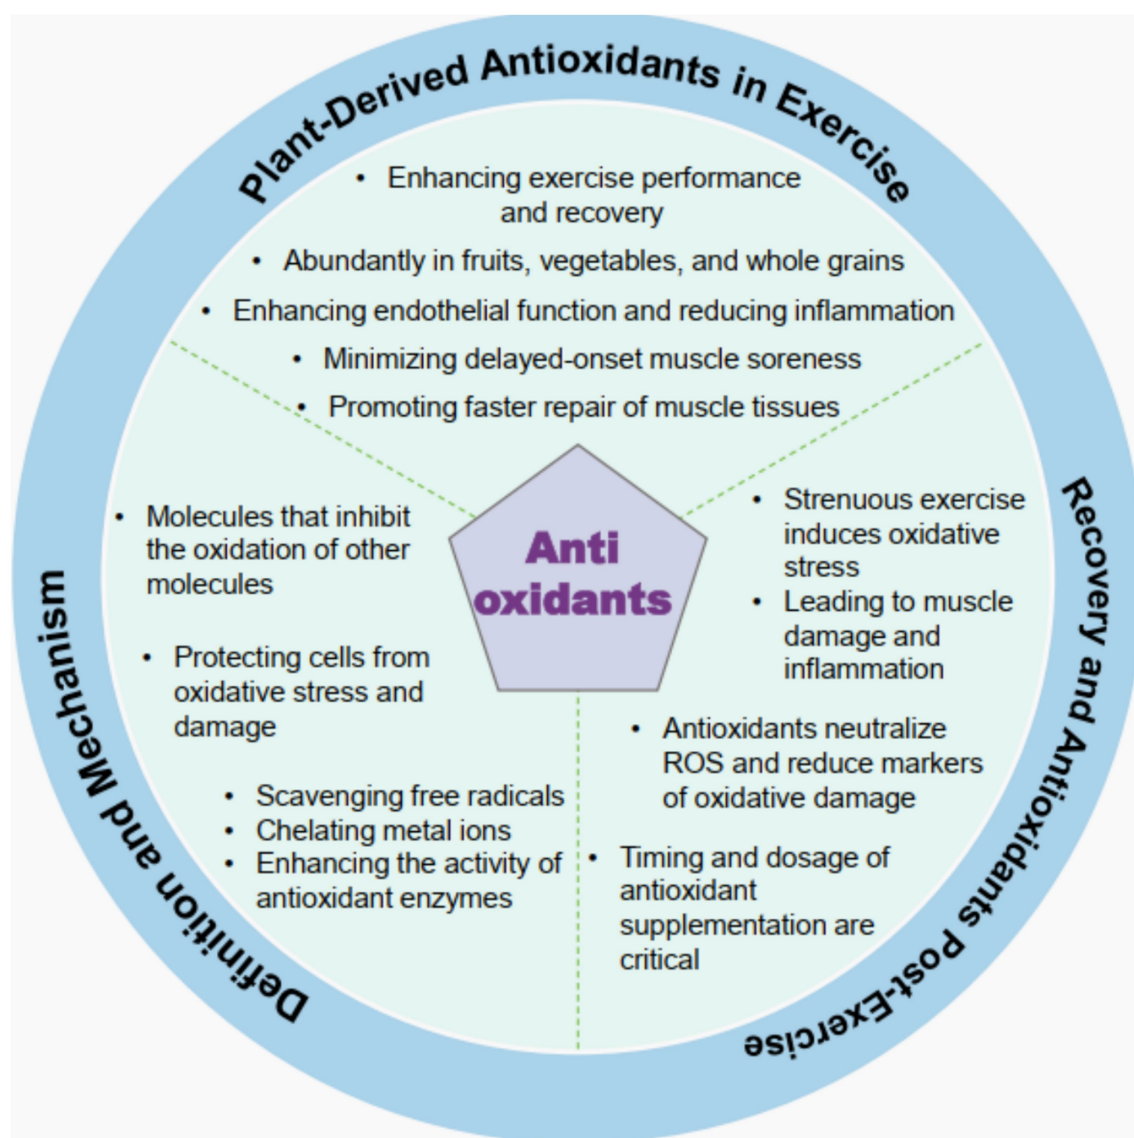 Plant-Derived Antioxidants in Exercise
• Enhancing exercise performance
and recovery
• Abundantly in fruits, vegetables, and whole grains
• Enhancing endothelial function and reducing inflammation
• Minimizing delayed-onset muscle soreness
• Promoting faster repair of muscle tissues
Anti
oxidants
Definition and Mechanism
• Molecules that inhibit
the oxidation of other
molecules
• Protecting cells from
oxidative stress and
damage
• Scavenging free radicals
• Chelating metal ions
• Enhancing the activity of
antioxidant enzymes
Recovery and Antioxidants Post-Exercise
• Strenuous exercise
induces oxidative
stress
• Leading to muscle
damage and
inflammation
• Antioxidants neutralize
ROS and reduce markers
of oxidative damage
• Timing and dosage of
antioxidant
supplementation are
critical